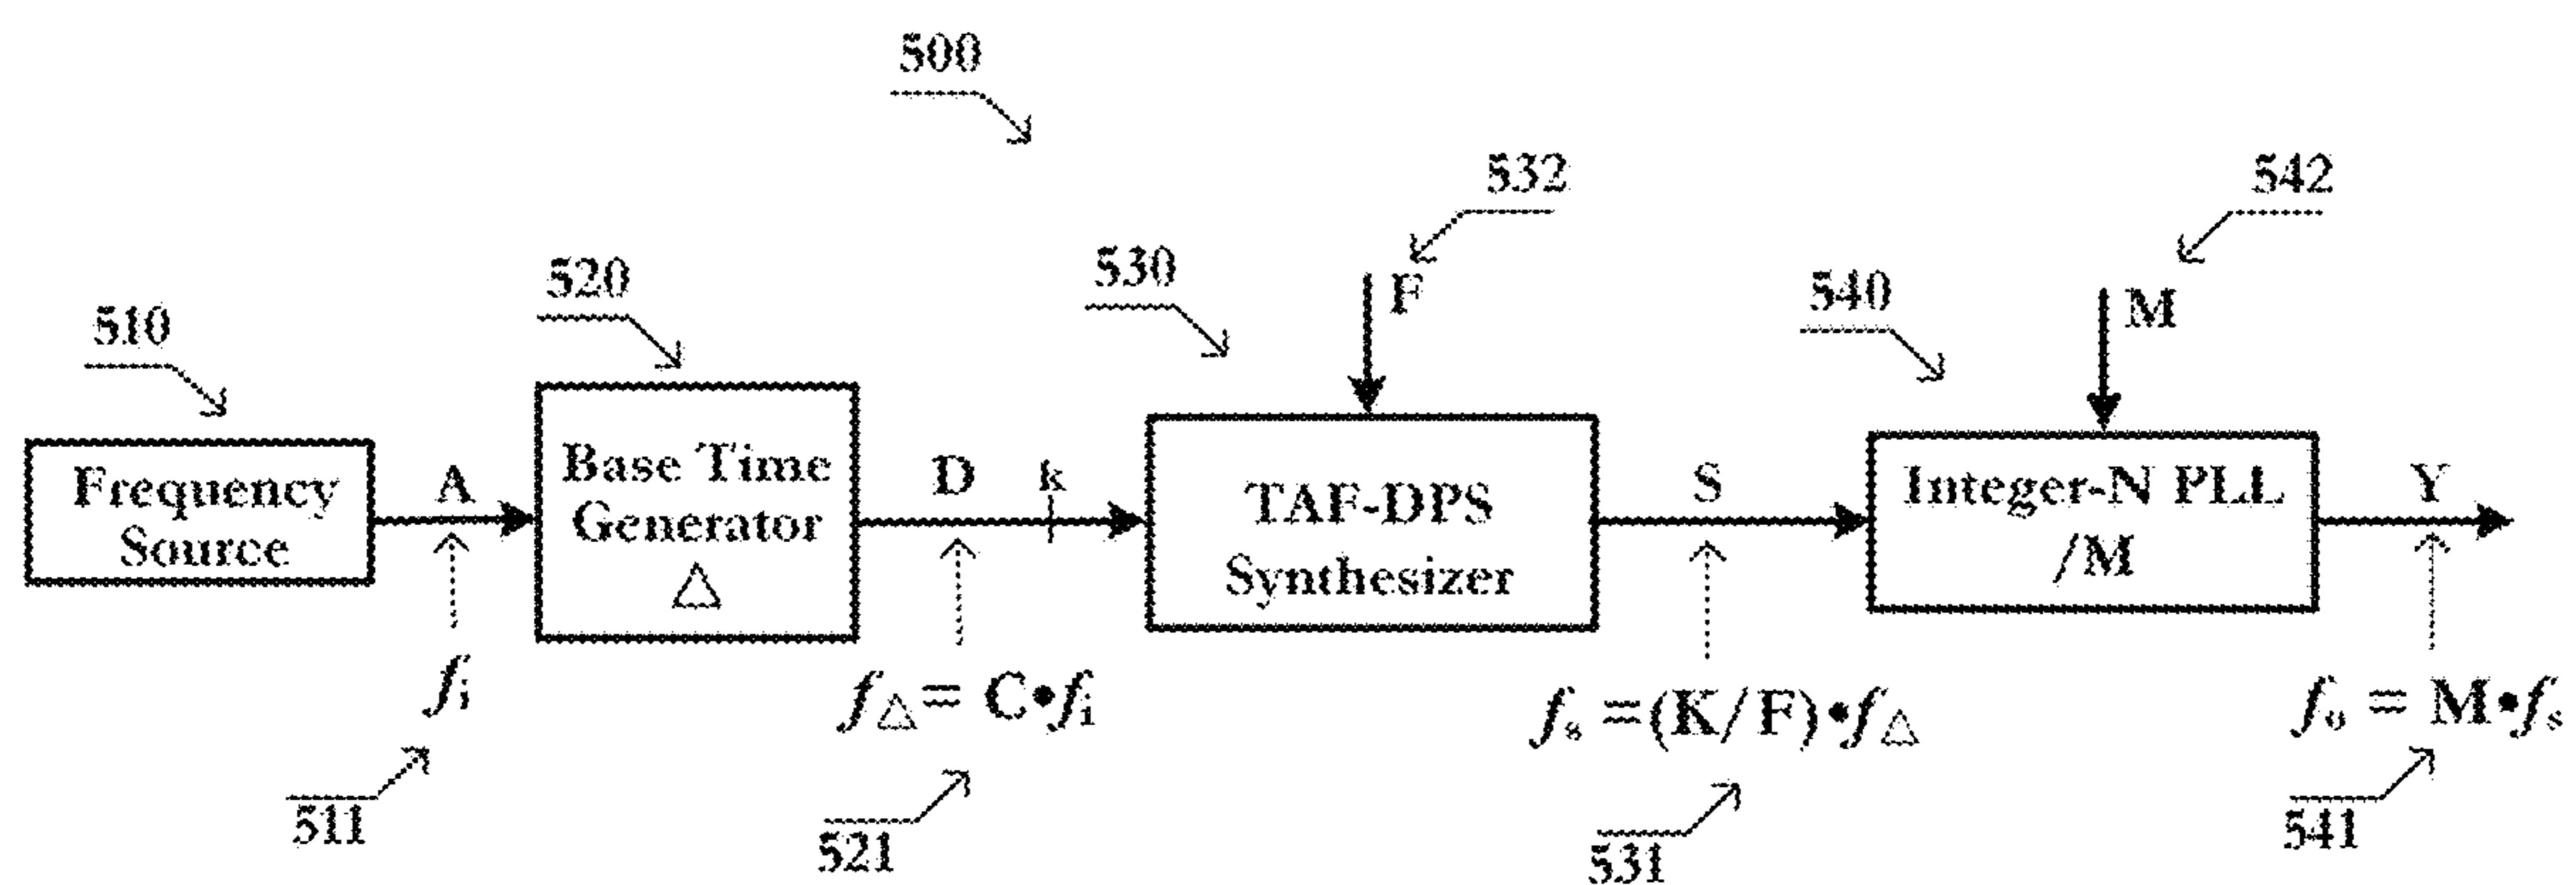 500
532
542
530
540
520
510
F
M
Frequency
Source
A
Base Time
Generator
△
D
k
TAF-DPS
Synthesizer
S
Integer-N PLL
/M
Y
fi
f△= C•fi
fs =(K/F)•f△
fo = M•fs
511
521
531
541